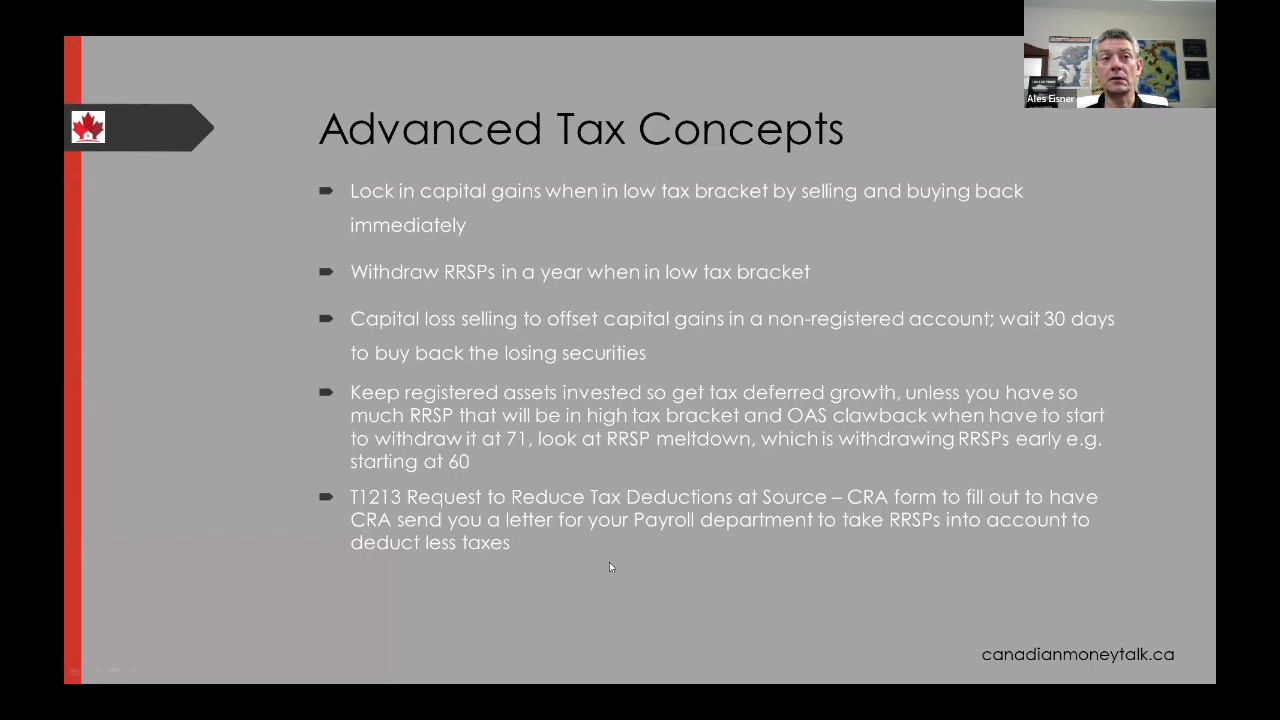 Ales Eisner
Advanced Tax Concepts
Lock in capital gains when in low tax bracket by selling and buying back
immediately
Withdraw RRSPs in a year when in low tax bracket
Capital loss selling to offset capital gains in a non-registered account; wait 30 days
to buy back the losing securities
Keep registered assets invested so get tax deferred growth, unless you have so
much RRSP that will be in high tax bracket and OAS clawback when have to start
to withdraw it at 71, look at RRSP meltdown, which is withdrawing RRSPs early e.g.
starting at 60
T1213 Request to Reduce Tax Deductions at Source – CRA form to fill out to have
CRA send you a letter for your Payroll department to take RRSPs into account to
deduct less taxes
canadianmoneytalk.ca